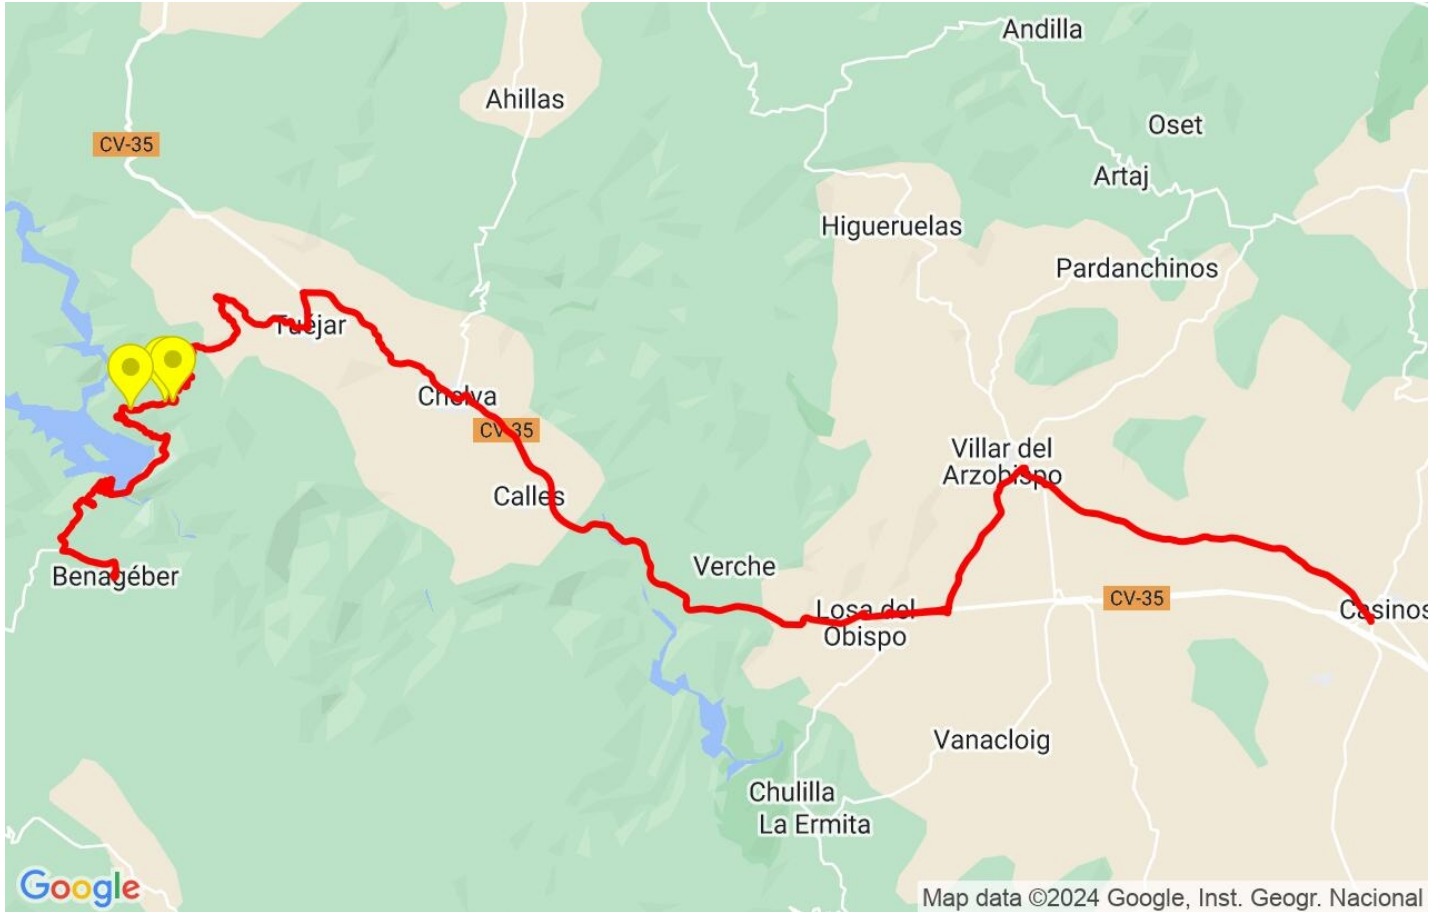 Andilla
Ahillas
Oset
CV-35
Artaj
Higueruelas
Pardanchinos
Tuéjar
Chelva
CV-35
Villar del
Arzobispo
Calles
Verche
Benagéber
CV-35
Losa del
Obispo
Casinos
Vanacloig
Chulilla
La Ermita
Google
Map data ©2024 Google, Inst. Geogr. Nacional